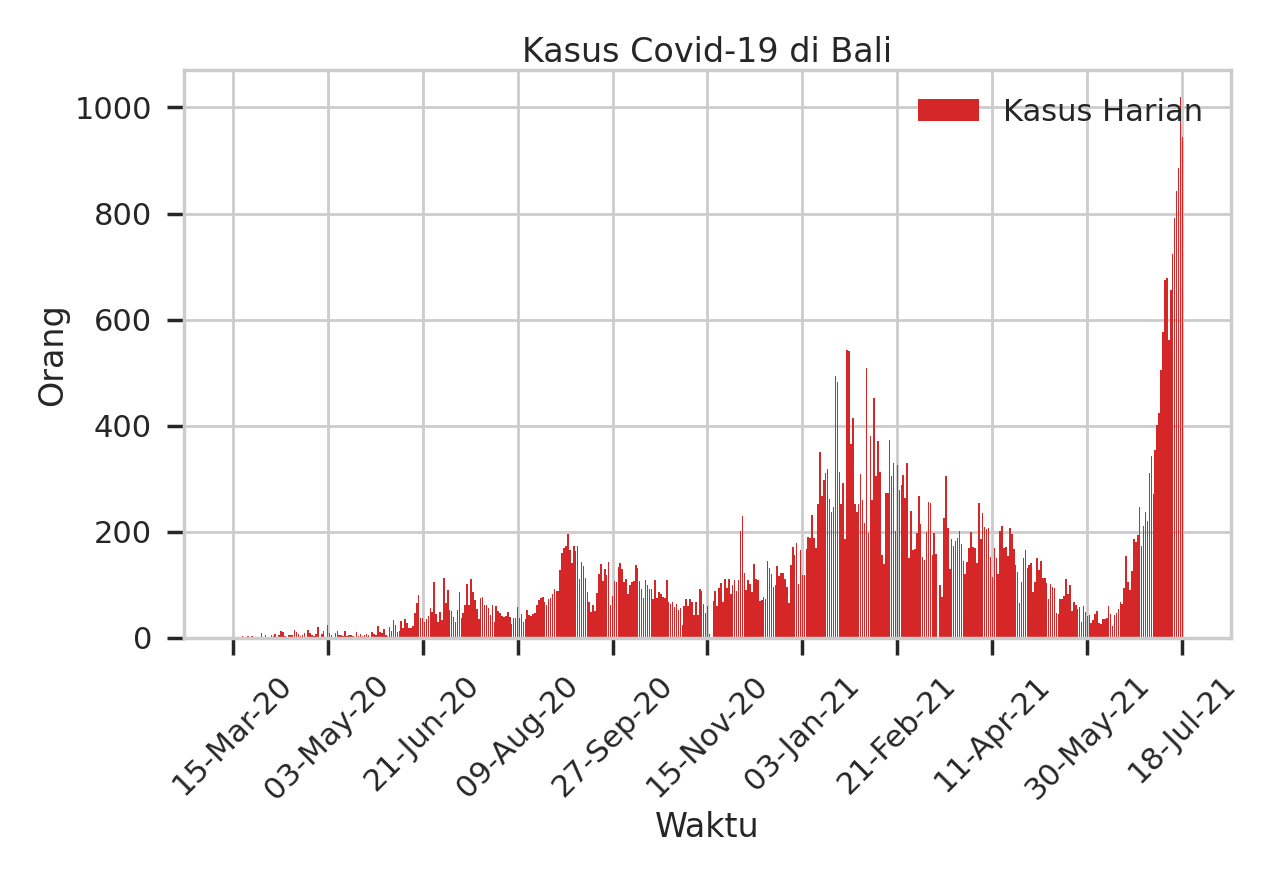 Kasus Covid-19 di Bali
Kasus Harian
1000
800
600
400
200
0
Orang
15-Mar-20
03-May-20
21-Jun-20
09-Aug-20
27-Sep-20
15-Nov-20
03-Jan-21
21-Feb-21
11-Apr-21
30-May-21
18-Jul-21
Waktu